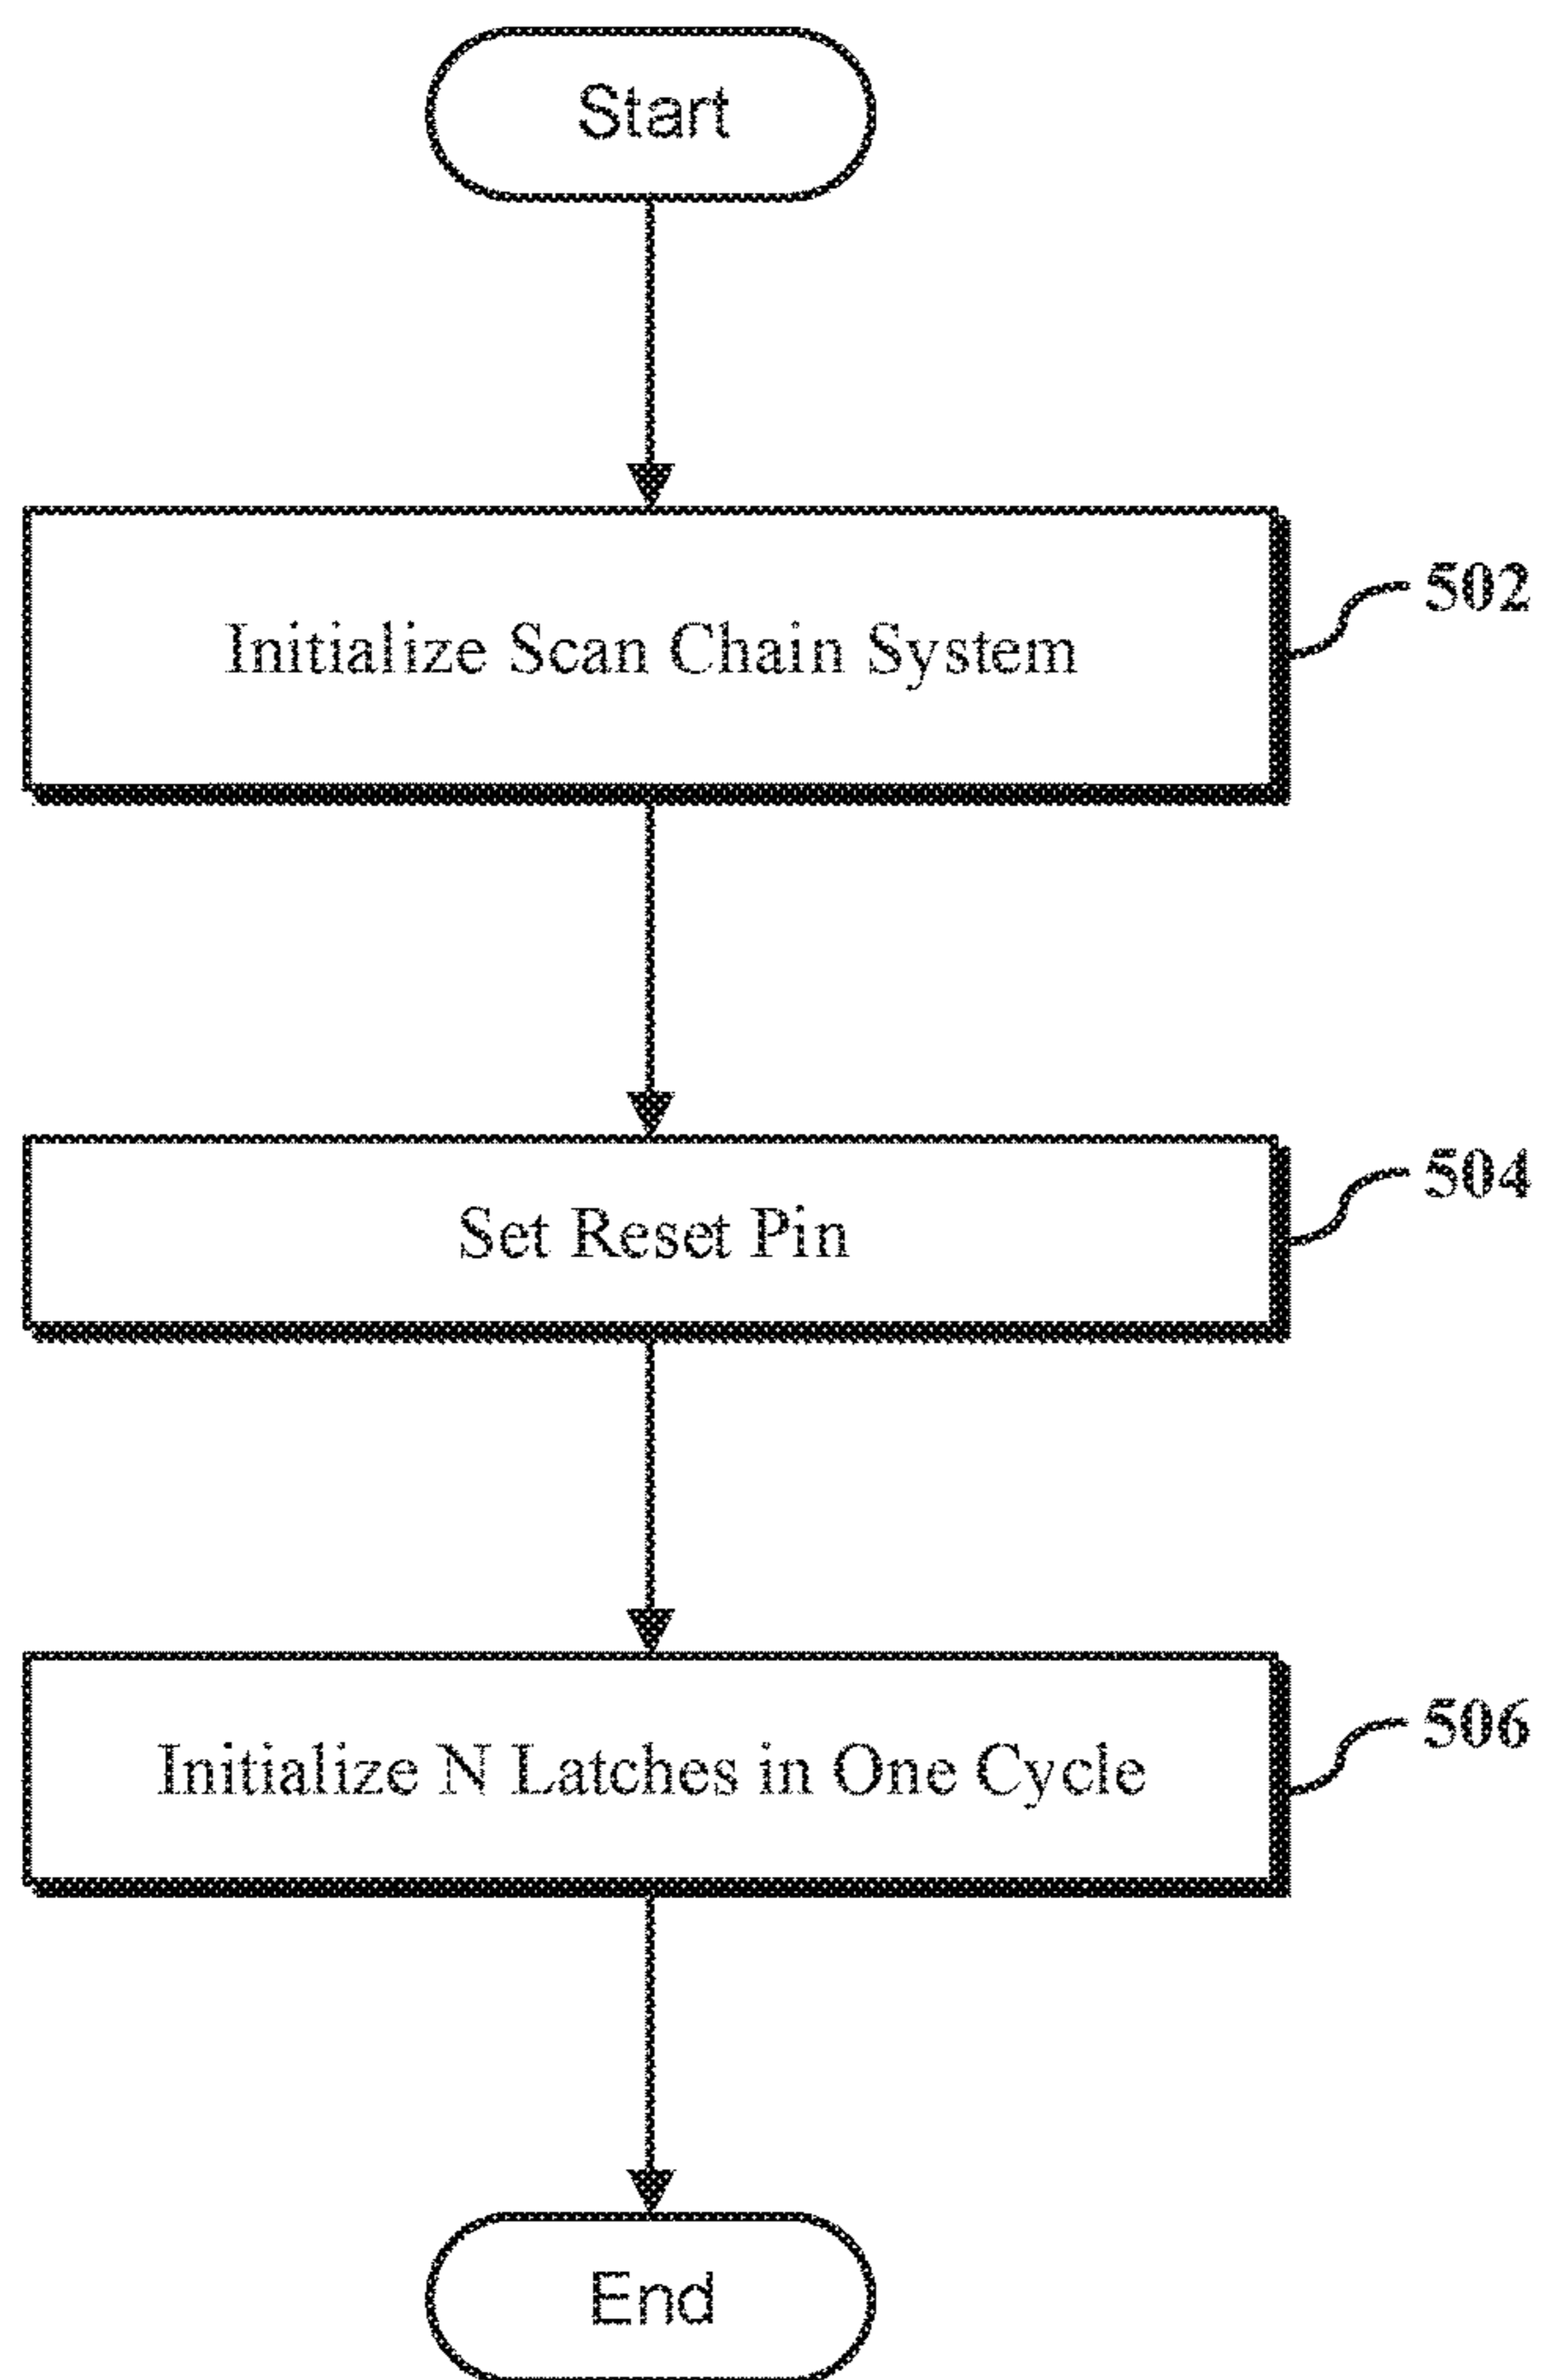 Start
Initialize Scan Chain System
502
Set Reset Pin
504
Initialize N Latches in One Cycle
506
End